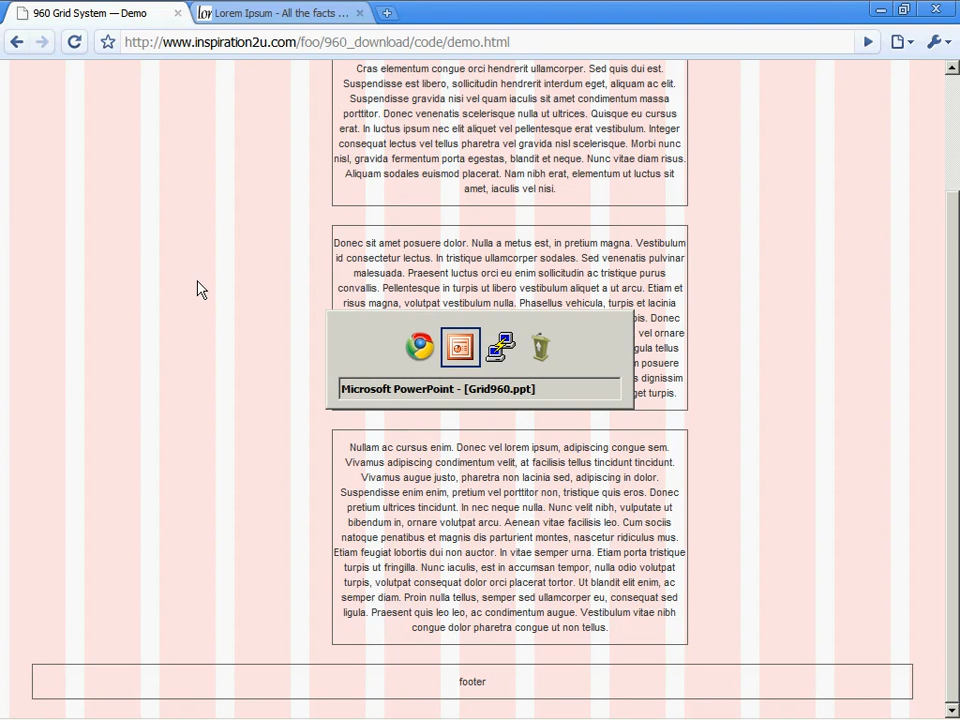 960 Grid System — Demo
Lorem Ipsum - All the facts ...
http://www.inspiration2u.com/foo/960_download/code/demo.html
Cras elementum congue orci hendrerit ullamcorper. Sed quis dui est.
Suspendisse est libero, sollicitudin hendrerit interdum eget, aliquam ac elit.
Suspendisse gravida nisi vel quam iaculis sit amet condimentum massa
porttitor. Donec venenatis scelerisque nulla ut ultrices. Quisque eu cursus
erat. In luctus ipsum nec elit aliquet vel pellentesque erat vestibulum. Integer
consequat lectus vel tellus pharetra vel gravida nisl scelerisque. Morbi nunc
nisl, gravida fermentum porta egestas, blandit et neque. Nunc vitae diam risus.
Aliquam sodales euismod placerat. Nam nibh erat, elementum ut luctus sit
amet, iaculis vel nisi.
Donec sit amet posuere dolor. Nulla a metus est, in pretium magna. Vestibulum
id consectetur lectus. In tristique ullamcorper sodales. Sed venenatis pulvinar
malesuada. Praesent luctus orci eu enim sollicitudin ac tristique purus
convallis. Pellentesque in turpis ut libero vestibulum aliquet a ut arcu. Etiam et
risus magna, volutpat vestibulum nulla. Phasellus vehicula, turpis et lacinia
pis. Donec
vel ornare
gula tellus
m posuere
s dignissim
get turpis.
Microsoft PowerPoint - [Grid960.ppt]
Nullam ac cursus enim. Donec vel lorem ipsum, adipiscing congue sem.
Vivamus adipiscing condimentum velit, at facilisis tellus tincidunt tincidunt.
Vivamus augue justo, pharetra non lacinia sed, adipiscing in dolor.
Suspendisse enim enim, pretium vel porttitor non, tristique quis eros. Donec
pretium ultrices tincidunt. In nec neque nulla. Nunc velit nibh, vulputate ut
bibendum in, ornare volutpat arcu. Aenean vitae facilisis leo. Cum sociis
natoque penatibus et magnis dis parturient montes, nascetur ridiculus mus.
Etiam feugiat lobortis dui non auctor. In vitae semper urna. Etiam porta tristique
turpis ut fringilla. Nunc iaculis, est in accumsan tempor, nulla odio volutpat
turpis, volutpat consequat dolor orci placerat tortor. Ut blandit elit enim, ac
semper diam. Proin nulla tellus, semper sed ullamcorper eu, consequat sed
ligula. Praesent quis leo leo, ac condimentum augue. Vestibulum vitae nibh
congue dolor pharetra congue ut non tellus.
footer